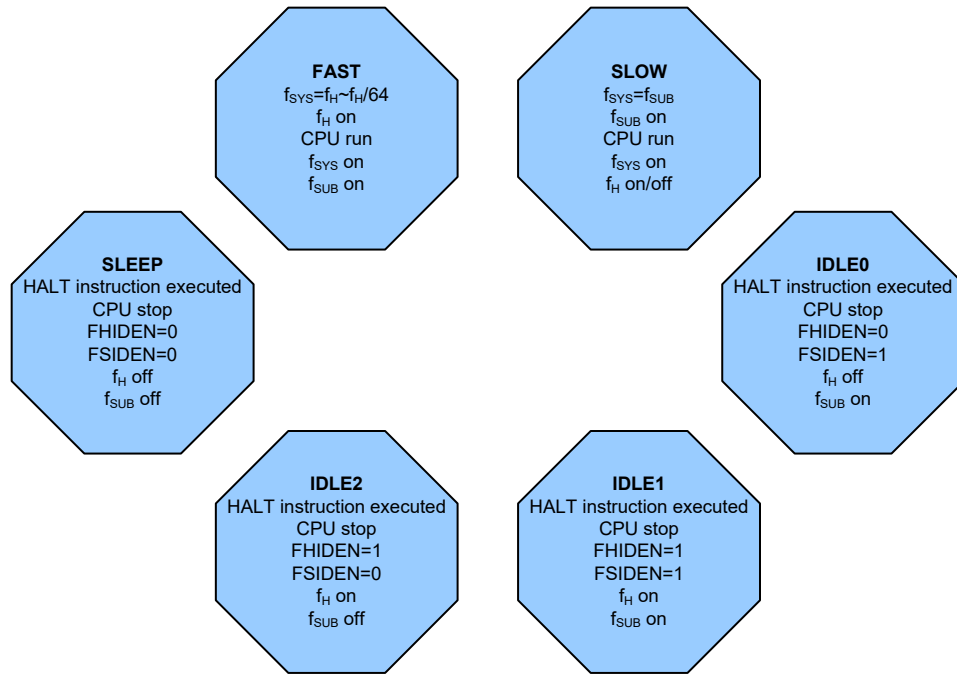 FAST
fSYS=fH~fH/64
fH on
CPU run
fSYS on
fSUB on
SLOW
fSYS=fSUB
fSUB on
CPU run
fSYS on
fH on/off
SLEEP
HALT instruction executed
CPU stop
FHIDEN=0
FSIDEN=0
fH off
fSUB off
IDLE0
HALT instruction executed
CPU stop
FHIDEN=0
FSIDEN=1
fH off
fSUB on
IDLE2
HALT instruction executed
CPU stop
FHIDEN=1
FSIDEN=0
fH on
fSUB off
IDLE1
HALT instruction executed
CPU stop
FHIDEN=1
FSIDEN=1
fH on
fSUB on